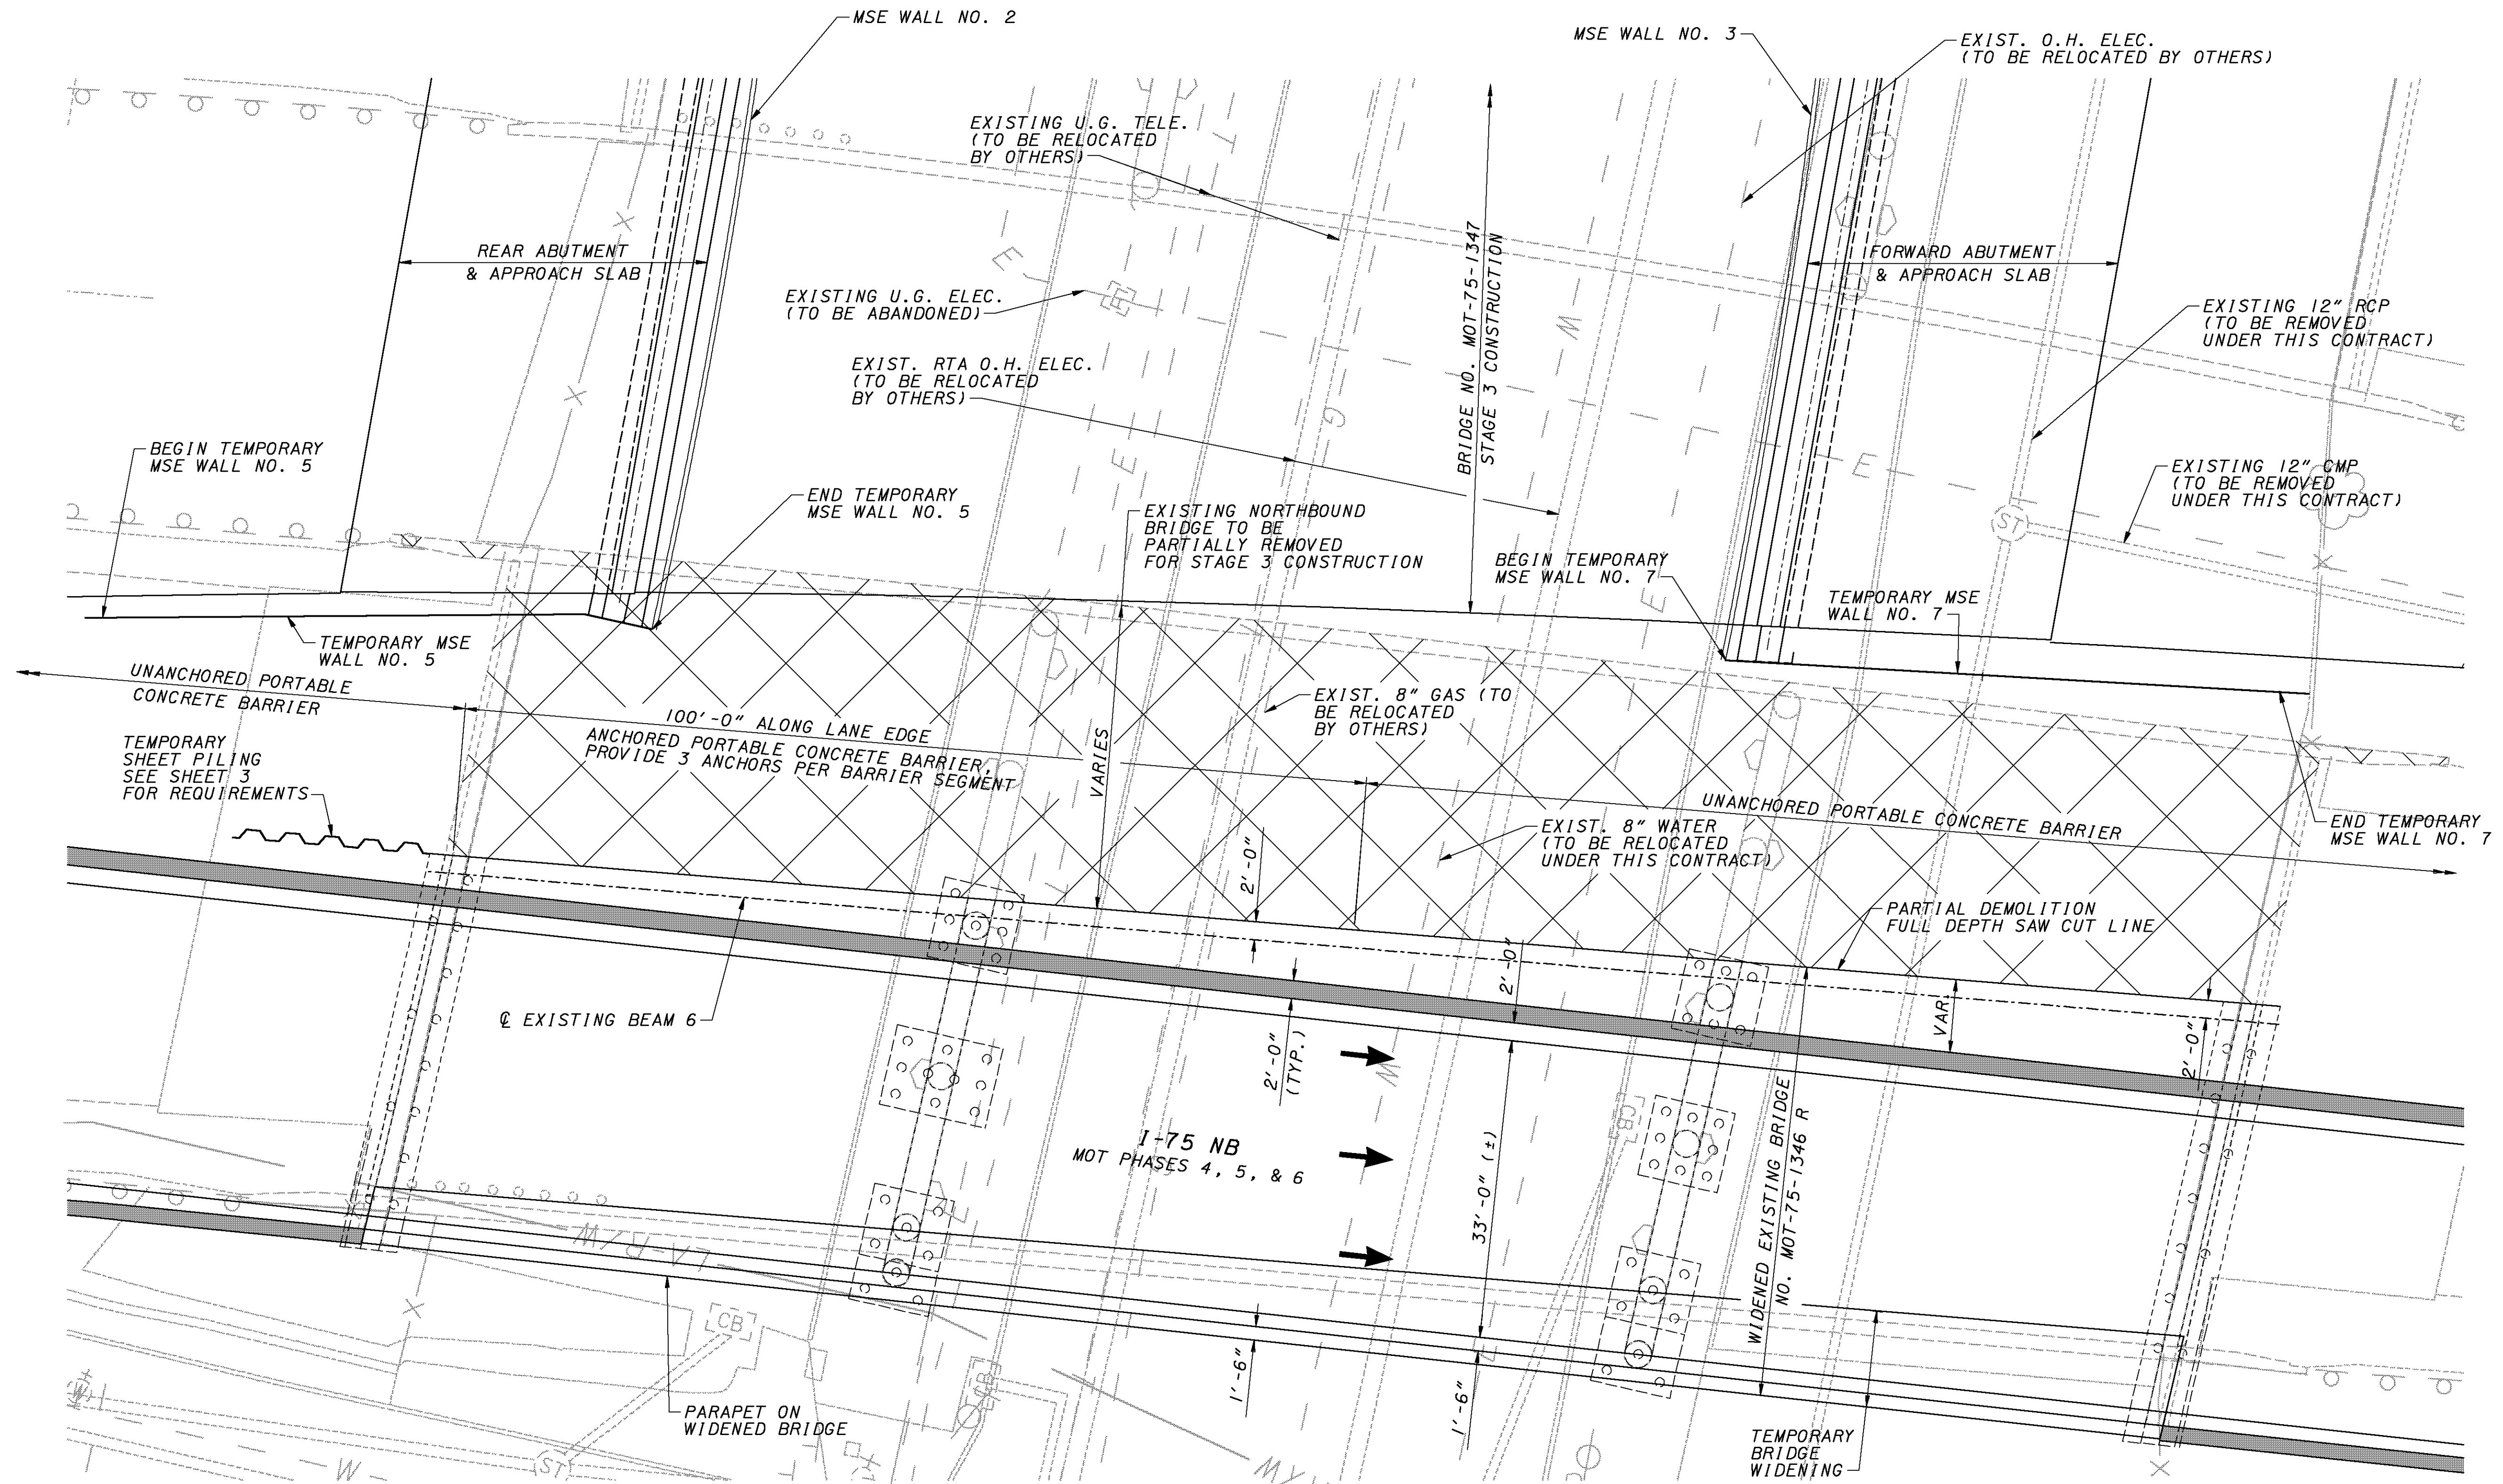 MSE WALL NO. 2
MSE WALL NO. 3
EXIST. O.H. ELEC.
(TO BE RELOCATED BY OTHERS)
EXISTING U.G. TELE.
(TO BE RELOCATED
BY OTHERS)
REAR ABUTMENT
& APPROACH SLAB
EXISTING U.G. ELEC.
(TO BE ABANDONED)
EXIST. RTA O.H. ELEC.
(TO BE RELOCATED
BY OTHERS)
BRIDGE NO. MOT-75-1347
STAGE 3 CONSTRUCTION
FORWARD ABUTMENT
& APPROACH SLAB
EXISTING 12" RCP
(TO BE REMOVED
UNDER THIS CONTRACT)
EXISTING 12" CMP
(TO BE REMOVED
UNDER THIS CONTRACT)
BEGIN TEMPORARY
MSE WALL NO. 5
END TEMPORARY
MSE WALL NO. 5
EXISTING NORTHBOUND
BRIDGE TO BE
PARTIALLY REMOVED
FOR STAGE 3 CONSTRUCTION
BEGIN TEMPORARY
MSE WALL NO. 7
TEMPORARY MSE
WALL NO. 7
TEMPORARY MSE
WALL NO. 5
UNANCHORED PORTABLE
CONCRETE BARRIER
100'-0" ALONG LANE EDGE
ANCHORED PORTABLE CONCRETE BARRIER,
PROVIDE 3 ANCHORS PER BARRIER SEGMENT
VARIES
EXIST. 8" GAS (TO
BE RELOCATED
BY OTHERS)
TEMPORARY
SHEET PILING
SEE SHEET 3
FOR REQUIREMENTS
UNANCHORED PORTABLE CONCRETE BARRIER
EXIST. 8" WATER
(TO BE RELOCATED
UNDER THIS CONTRACT)
END TEMPORARY
MSE WALL NO. 7
2'-0"
PARTIAL DEMOLITION
FULL DEPTH SAW CUT LINE
2'-0"
VAR.
2'-0"
℄ EXISTING BEAM 6
2'-0"
(TYP.)
I-75 NB
MOT PHASES 4, 5, & 6
33'-0" (±)
WIDENED EXISTING BRIDGE
NO. MOT-75-1346 R
LA-R/W
1'-6"
1'-6"
PARAPET ON
WIDENED BRIDGE
TEMPORARY
BRIDGE
WIDENING
E
E
E
E
E
G
W
W
W
ST
ST
CB
CB
CB
X
X
X
X
X
X